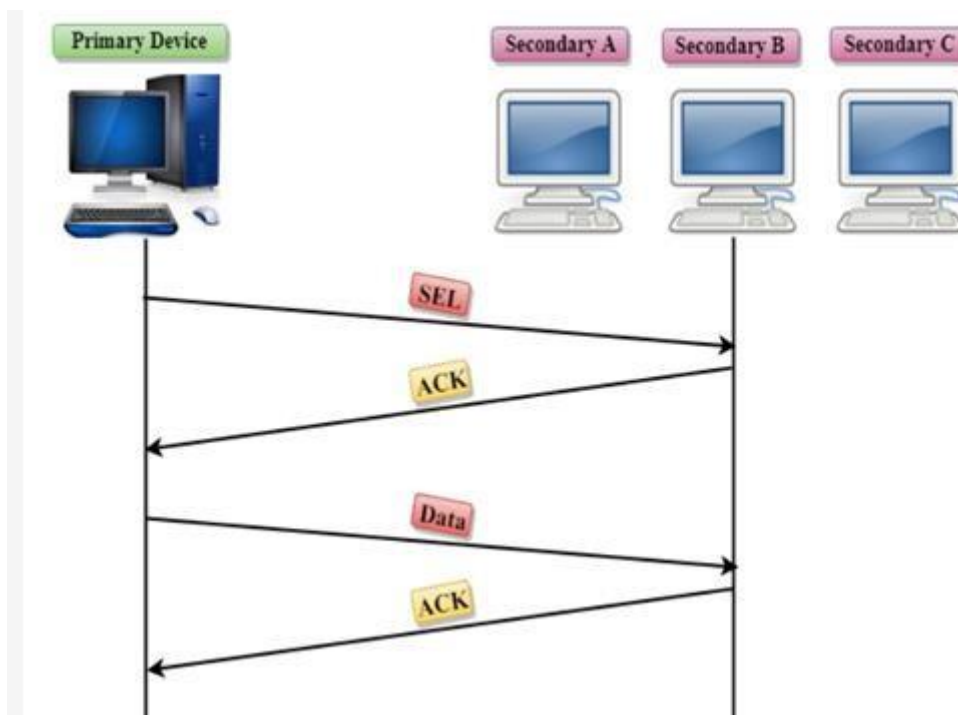 Primary Device
Secondary A
Secondary B
Secondary C
SEL
ACK
Data
ACK